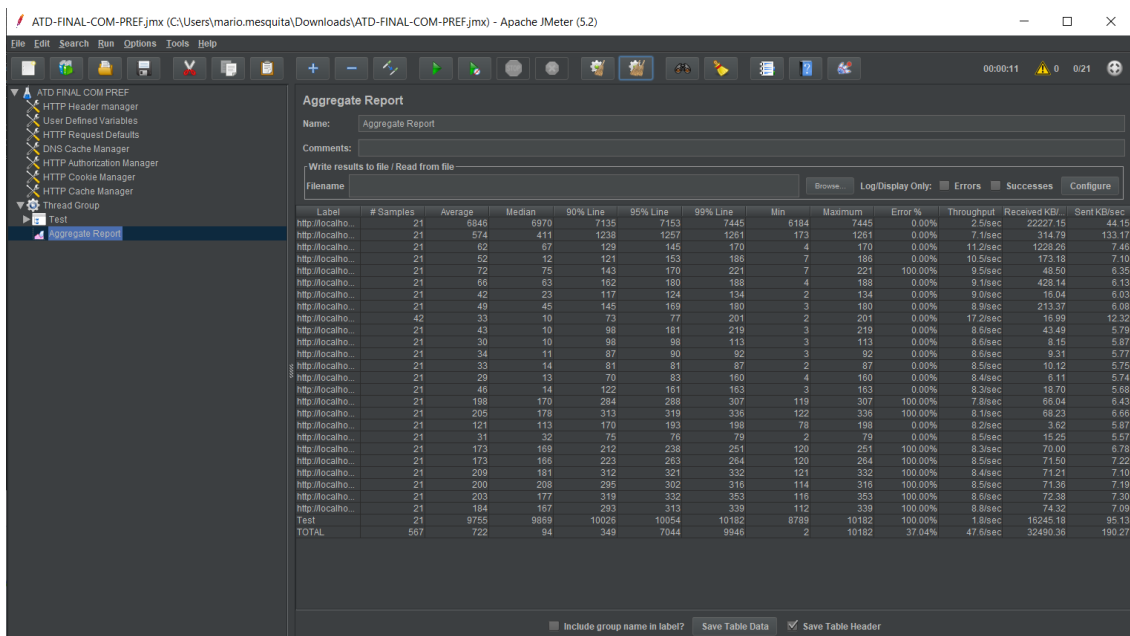 ATD-FINAL-COM-PREF.jmx (C:\Users\mario.mesquita\Downloads\ATD-FINAL-COM-PREF.jmx) - Apache JMeter (5.2)
File Edit Search Run Options Tools Help
00:00:11 0 0/21
ATD FINAL COM PREF
HTTP Header manager
User Defined Variables
HTTP Request Defaults
DNS Cache Manager
HTTP Authorization Manager
HTTP Cookie Manager
HTTP Cache Manager
Thread Group
Test
Aggregate Report
Aggregate Report
Name: Aggregate Report
Comments:
Write results to file / Read from file
Filename Browse... Log/Display Only: Errors Successes Configure
Label # Samples Average Median 90% Line 95% Line 99% Line Min Maximum Error % Throughput Received KB/... Sent KB/sec
http://localho... 21 6846 6970 7135 7153 7445 6184 7445 0.00% 2.5/sec 22227.15 44.15
http://localho... 21 574 411 1238 1257 1261 173 1261 0.00% 7.1/sec 314.79 133.17
http://localho... 21 62 67 129 145 170 4 170 0.00% 11.2/sec 1228.26 7.46
http://localho... 21 52 12 121 153 186 7 186 0.00% 10.5/sec 173.18 7.10
http://localho... 21 72 75 143 170 221 7 221 100.00% 9.5/sec 48.50 6.35
http://localho... 21 66 63 162 180 188 4 188 0.00% 9.1/sec 428.14 6.13
http://localho... 21 42 23 117 124 134 2 134 0.00% 9.0/sec 16.04 6.03
http://localho... 21 49 45 145 169 180 3 180 0.00% 8.9/sec 213.37 6.08
http://localho... 42 33 10 73 77 201 2 201 0.00% 17.2/sec 16.99 12.32
http://localho... 21 43 10 98 181 219 3 219 0.00% 8.6/sec 43.49 5.79
http://localho... 21 30 10 98 98 113 3 113 0.00% 8.6/sec 8.15 5.87
http://localho... 21 34 11 87 90 92 3 92 0.00% 8.6/sec 9.31 5.77
http://localho... 21 33 14 81 81 87 2 87 0.00% 8.5/sec 10.12 5.75
http://localho... 21 29 13 70 83 160 4 160 0.00% 8.4/sec 6.11 5.74
http://localho... 21 46 14 122 161 163 3 163 0.00% 8.3/sec 18.70 5.68
http://localho... 21 198 170 284 288 307 119 307 100.00% 7.8/sec 66.04 6.43
http://localho... 21 205 178 313 319 336 122 336 100.00% 8.1/sec 68.23 6.66
http://localho... 21 121 113 170 193 198 78 198 0.00% 8.2/sec 3.62 5.87
http://localho... 21 31 32 75 76 79 2 79 0.00% 8.5/sec 15.25 5.57
http://localho... 21 173 169 212 238 251 120 251 100.00% 8.3/sec 70.00 6.78
http://localho... 21 173 166 223 263 264 120 264 100.00% 8.5/sec 71.50 7.22
http://localho... 21 209 181 312 321 332 121 332 100.00% 8.4/sec 71.21 7.10
http://localho... 21 200 208 295 302 316 114 316 100.00% 8.5/sec 71.36 7.19
http://localho... 21 203 177 319 332 353 116 353 100.00% 8.6/sec 72.38 7.30
http://localho... 21 184 167 293 313 339 112 339 100.00% 8.8/sec 74.32 7.09
Test 21 9755 9869 10026 10054 10182 8789 10182 100.00% 1.8/sec 16245.18 95.13
TOTAL 567 722 94 349 7044 9946 2 10182 37.04% 47.6/sec 32490.36 190.27
Include group name in label? Save Table Data Save Table Header